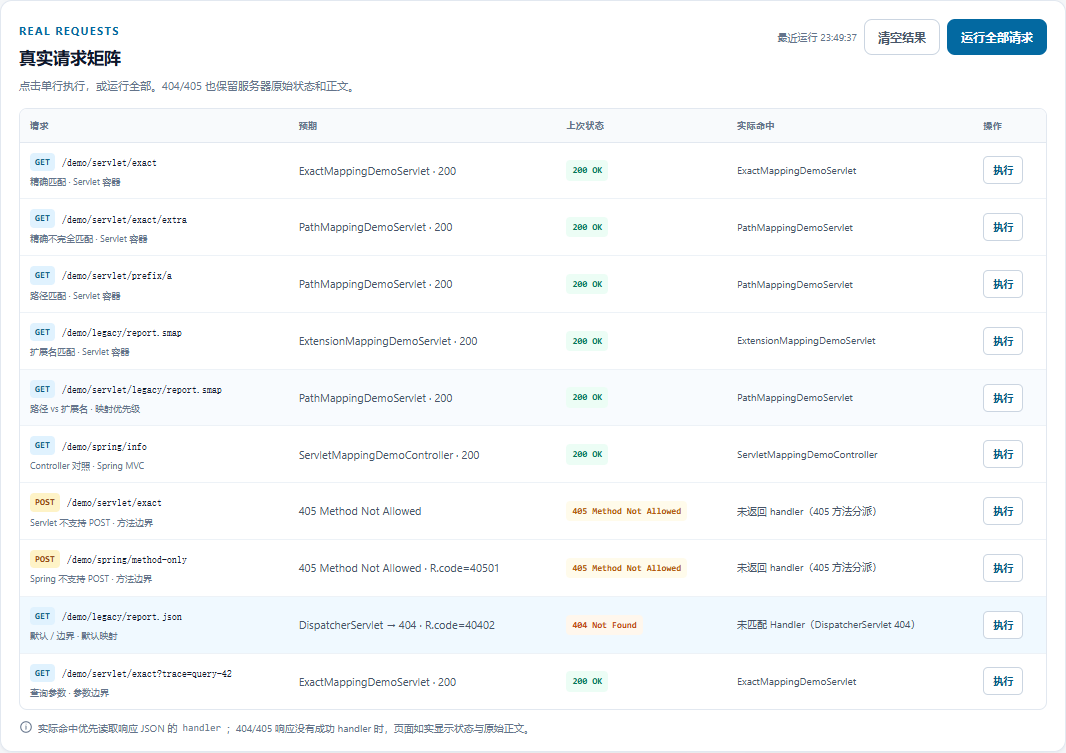 REAL REQUESTS
真实请求矩阵
点击单行执行，或运行全部。404/405 也保留服务器原始状态和正文。
最近运行 23:49:37 清空结果 运行全部请求
请求 预期 上次状态 实际命中 操作
GET /demo/servlet/exact
精确匹配 · Servlet 容器
ExactMappingDemoServlet · 200 200 OK ExactMappingDemoServlet 执行
GET /demo/servlet/exact/extra
精确不完全匹配 · Servlet 容器
PathMappingDemoServlet · 200 200 OK PathMappingDemoServlet 执行
GET /demo/servlet/prefix/a
路径匹配 · Servlet 容器
PathMappingDemoServlet · 200 200 OK PathMappingDemoServlet 执行
GET /demo/legacy/report.smap
扩展名匹配 · Servlet 容器
ExtensionMappingDemoServlet · 200 200 OK ExtensionMappingDemoServlet 执行
GET /demo/servlet/legacy/report.smap
路径 vs 扩展名 · 映射优先级
PathMappingDemoServlet · 200 200 OK PathMappingDemoServlet 执行
GET /demo/spring/info
Controller 对照 · Spring MVC
ServletMappingDemoController · 200 200 OK ServletMappingDemoController 执行
POST /demo/servlet/exact
Servlet 不支持 POST · 方法边界
405 Method Not Allowed 405 Method Not Allowed 未返回 handler（405 方法分派） 执行
POST /demo/spring/method-only
Spring 不支持 POST · 方法边界
405 Method Not Allowed · R.code=40501 405 Method Not Allowed 未返回 handler（405 方法分派） 执行
GET /demo/legacy/report.json
默认 / 边界 · 默认映射
DispatcherServlet → 404 · R.code=40402 404 Not Found 未匹配 Handler（DispatcherServlet 404） 执行
GET /demo/servlet/exact?trace=query-42
查询参数 · 参数边界
ExactMappingDemoServlet · 200 200 OK ExactMappingDemoServlet 执行
实际命中优先读取响应 JSON 的 handler ；404/405 响应没有成功 handler 时，页面如实显示状态与原始正文。